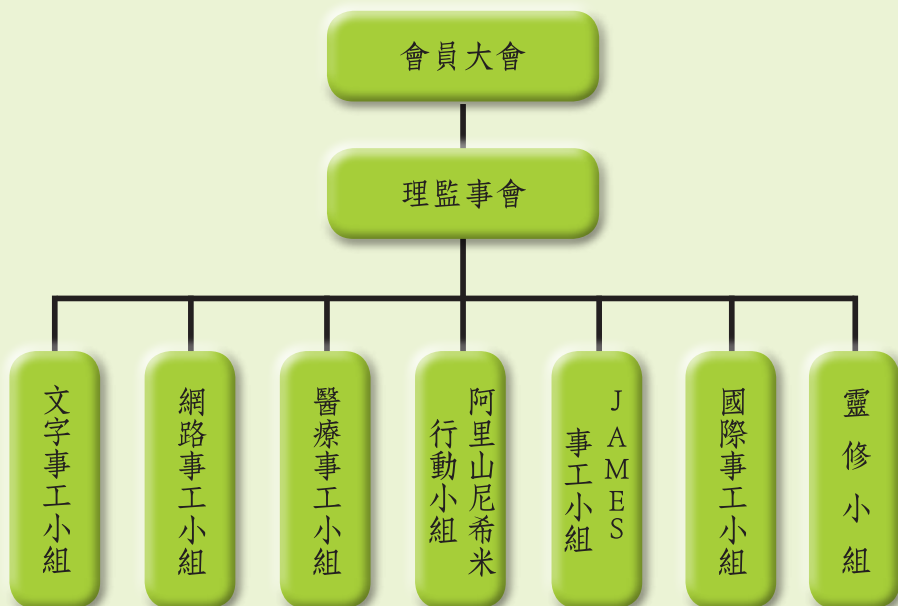 會員大會
理監事會
文字事工小組
網路事工小組
醫療事工小組
阿里山尼希米
行動小組
JAMES
事工小組
國際事工小組
靈修小組